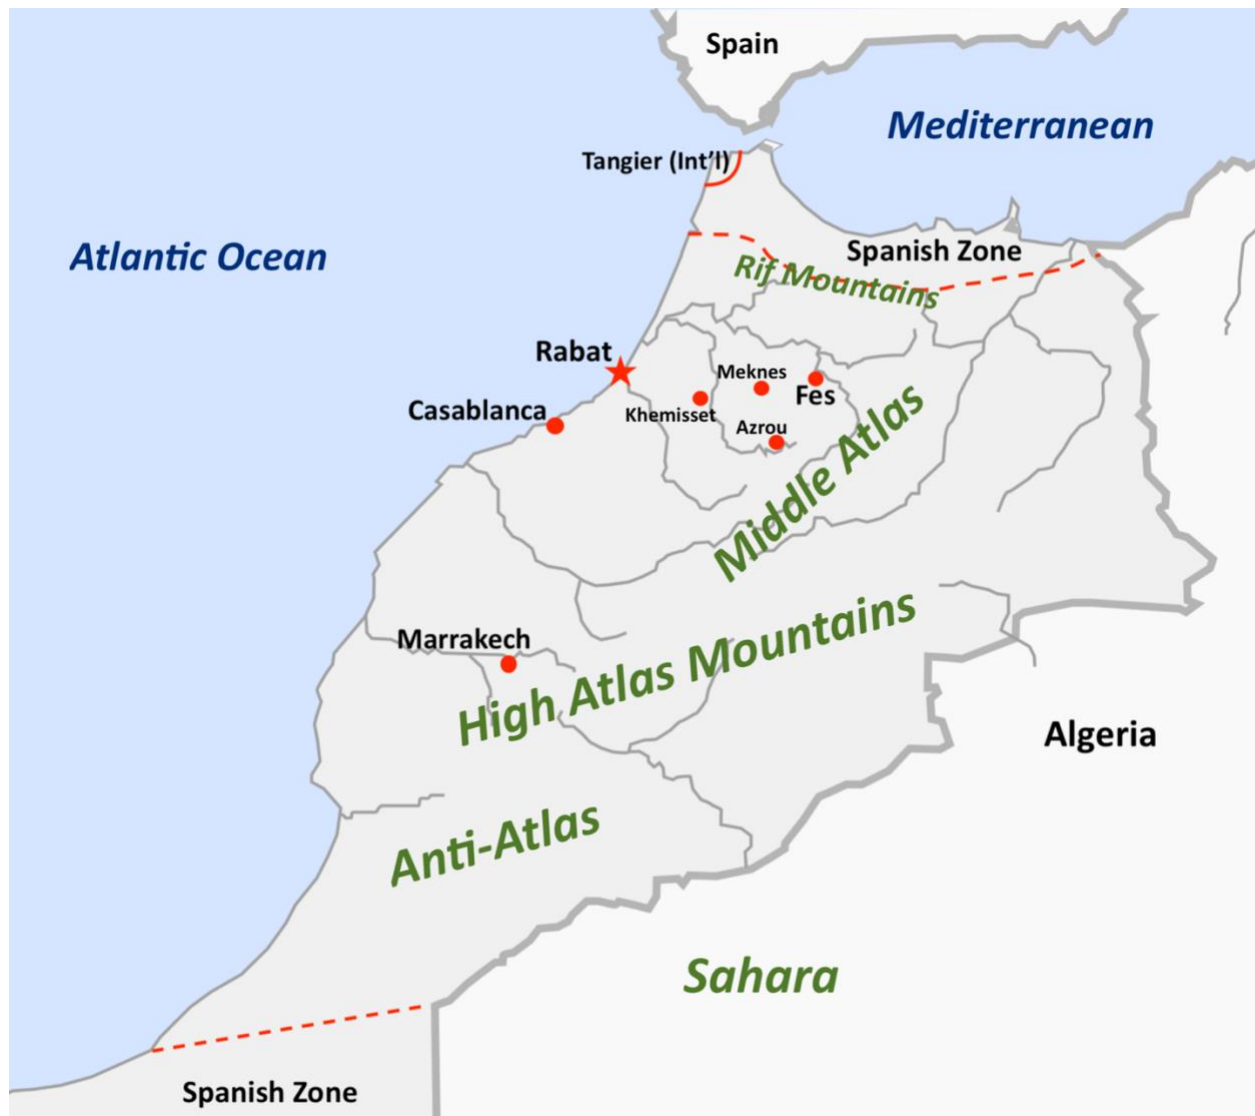 Spain
Mediterranean
Tangier (Int'l)
Atlantic Ocean
Spanish Zone
Rif Mountains
Rabat
Meknes
Fes
Casablanca
Khemisset
Azrou
Middle Atlas
Marrakech
High Atlas Mountains
Algeria
Anti-Atlas
Sahara
Spanish Zone